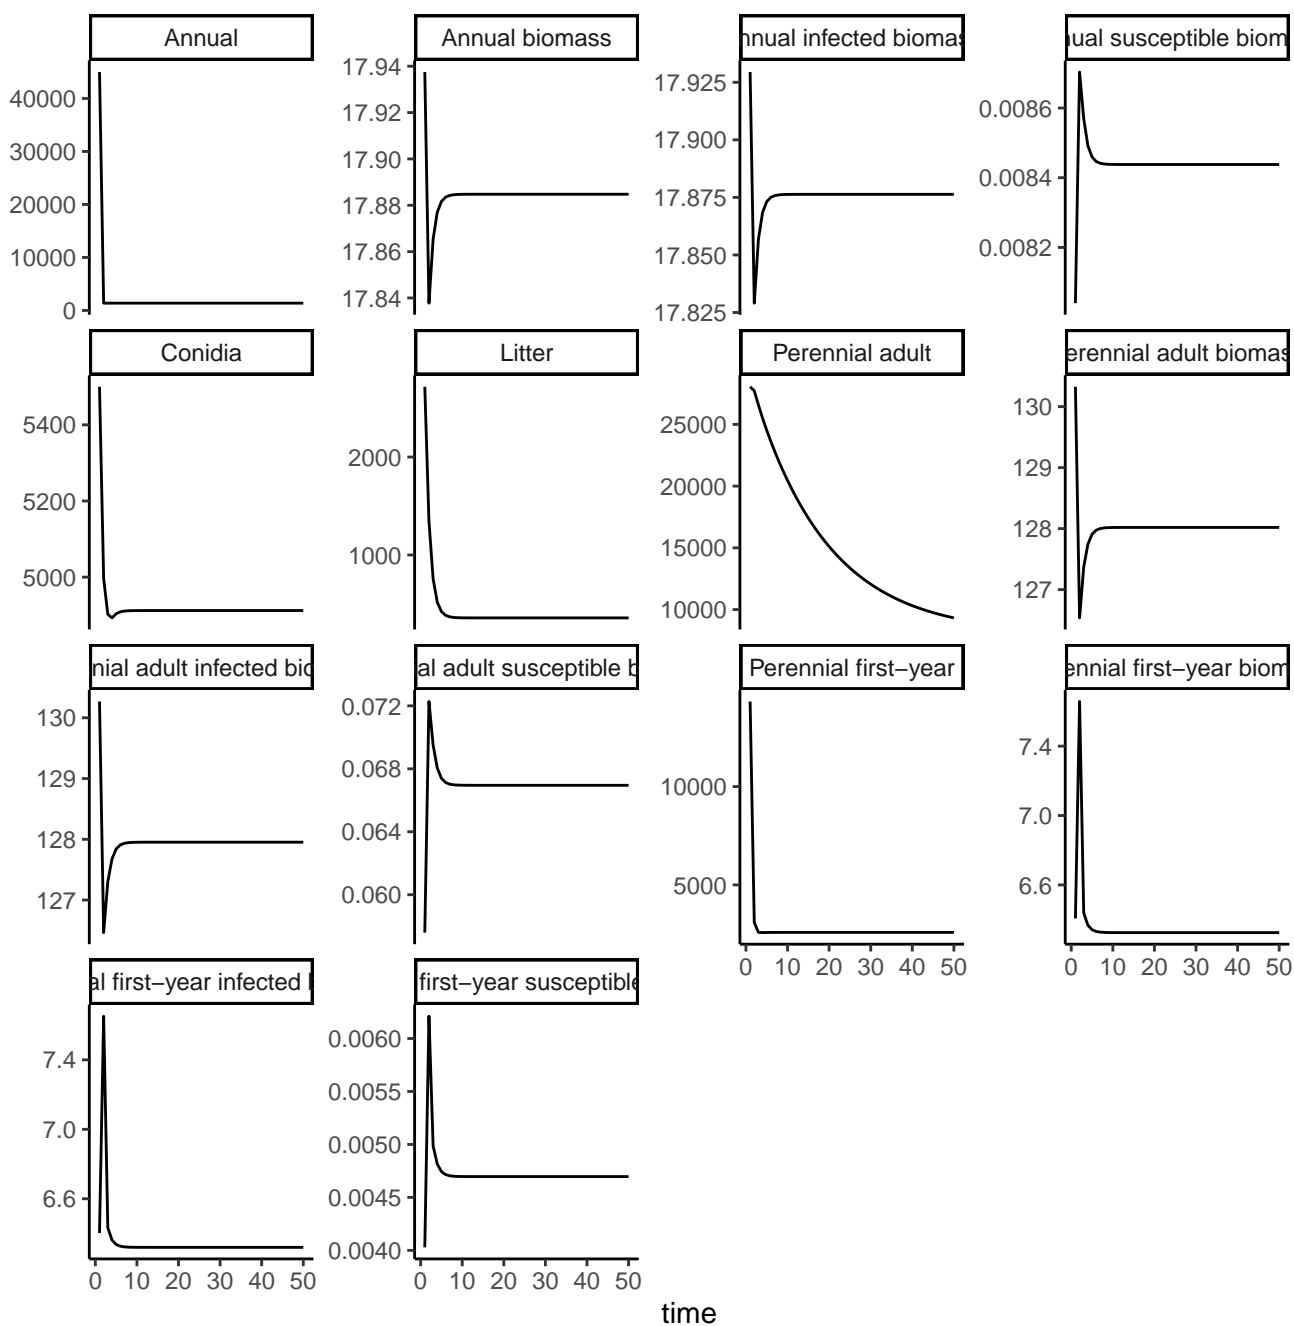 Annual
Annual biomass
nnual infected biomas
ual susceptible biom
40000
30000
20000
10000
0
17.94
17.92
17.90
17.88
17.86
17.84
17.925
17.900
17.875
17.850
17.825
0.0086
0.0084
0.0082
Conidia
Litter
Perennial adult
erennial adult biomas
5400
5200
5000
2000
1000
25000
20000
15000
10000
130
129
128
127
nial adult infected bio
al adult susceptible b
Perennial first−year
ennial first−year biom
130
129
128
127
0.072
0.068
0.064
0.060
10000
5000
7.4
7.0
6.6
0 10 20 30 40 50
0 10 20 30 40 50
al first−year infected
first−year susceptible
7.4
7.0
6.6
0.0060
0.0055
0.0050
0.0045
0.0040
0 10 20 30 40 50
0 10 20 30 40 50
time